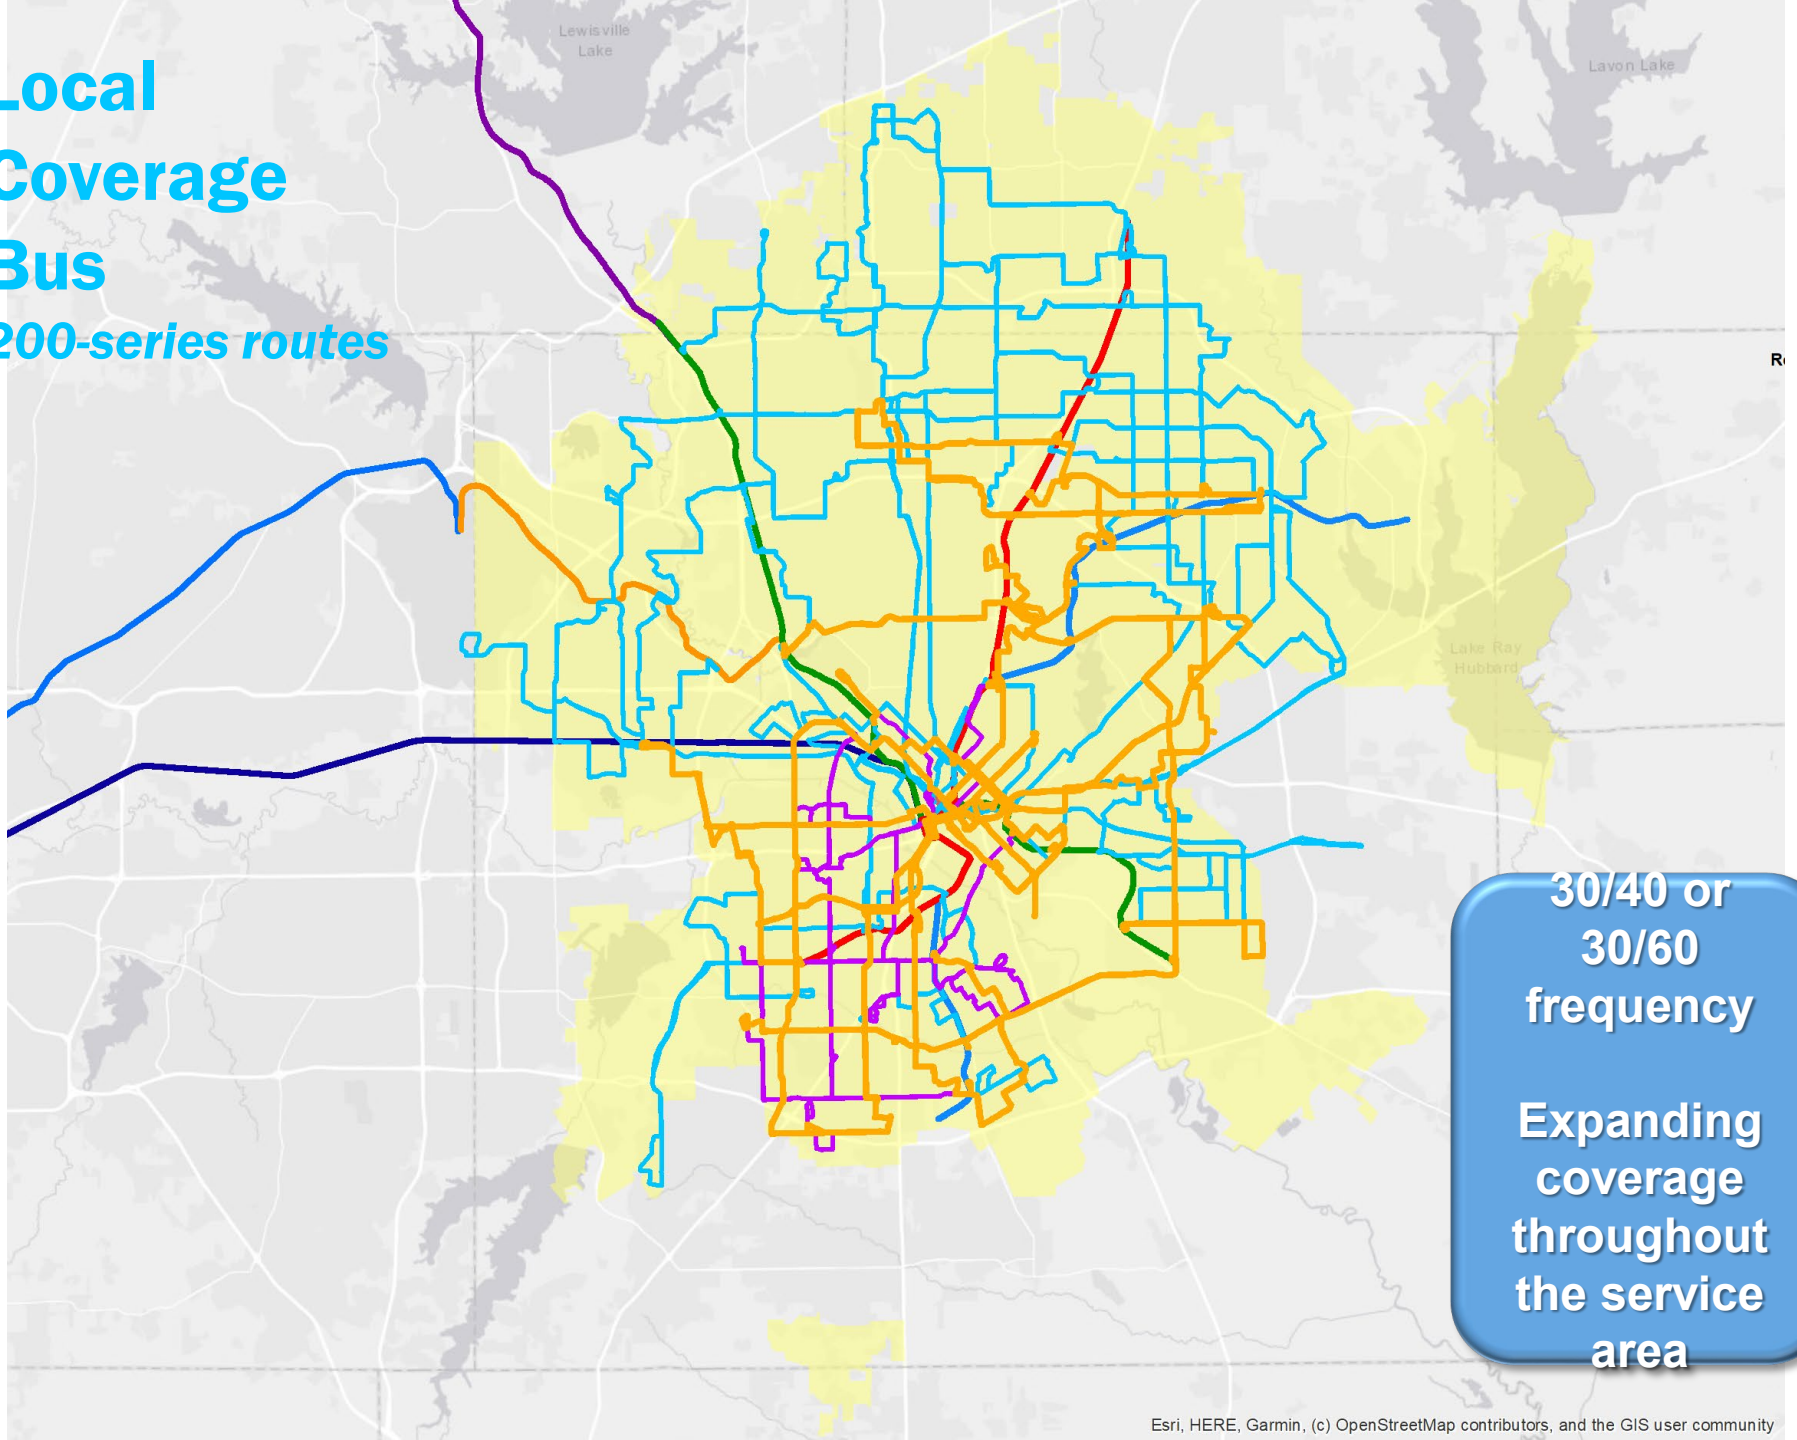 Local
Coverage
Bus
200-series routes
Lewisville
Lake
Lavon Lake
Lake Ray
Hubbard
30/40 or
30/60
frequency
Expanding
coverage
throughout
the service
area
Esri, HERE, Garmin, (c) OpenStreetMap contributors, and the GIS user community